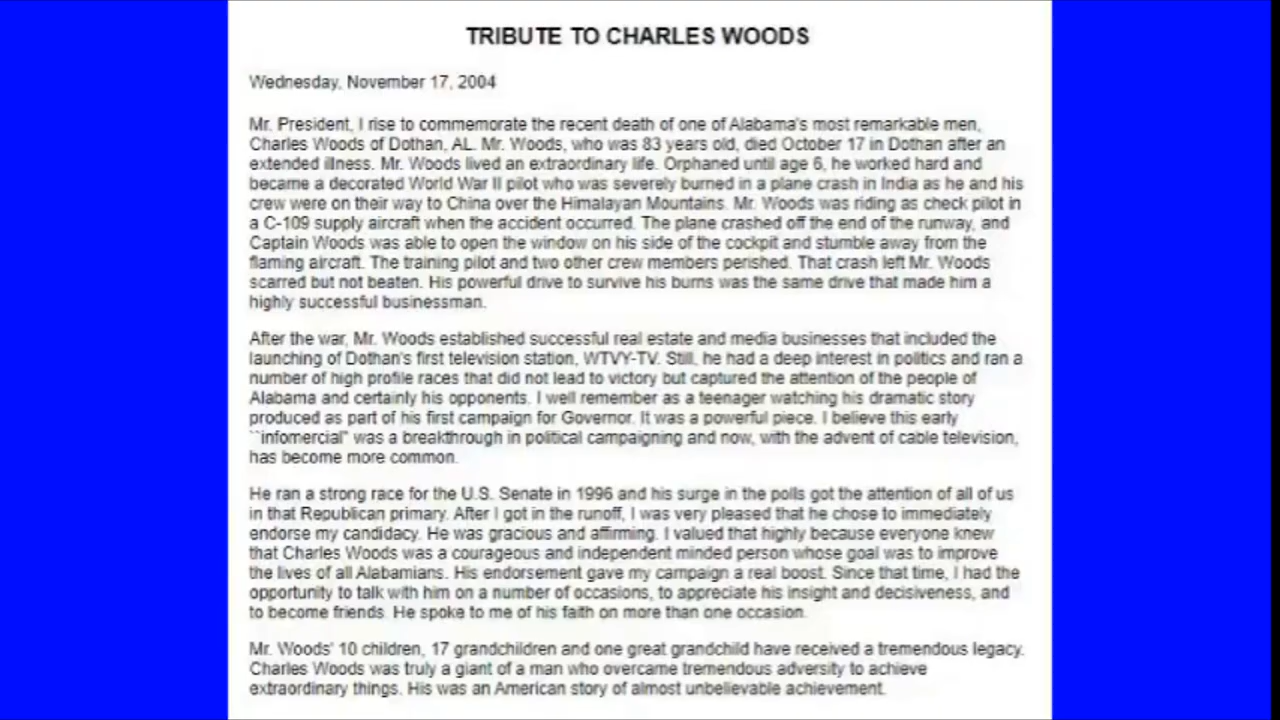 TRIBUTE TO CHARLES WOODS
Wednesday, November 17, 2004
Mr. President, I rise to commemorate the recent death of one of Alabama's most remarkable men,
Charles Woods of Dothan, AL. Mr. Woods, who was 83 years old, died October 17 in Dothan after an
extended illness. Mr. Woods lived an extraordinary life. Orphaned until age 6, he worked hard and
became a decorated World War II pilot who was severely burned in a plane crash in India as he and his
crew were on their way to China over the Himalayan Mountains. Mr. Woods was riding as check pilot in
a C-109 supply aircraft when the accident occurred. The plane crashed off the end of the runway, and
Captain Woods was able to open the window on his side of the cockpit and stumble away from the
flaming aircraft. The training pilot and two other crew members perished. That crash left Mr. Woods
scarred but not beaten. His powerful drive to survive his burns was the same drive that made him a
highly successful businessman.
After the war, Mr. Woods established successful real estate and media businesses that included the
launching of Dothan's first television station, WTVY-TV. Still, he had a deep interest in politics and ran a
number of high profile races that did not lead to victory but captured the attention of the people of
Alabama and certainly his opponents. I well remember as a teenager watching his dramatic story
produced as part of his first campaign for Governor. It was a powerful piece. I believe this early
``infomercial'' was a breakthrough in political campaigning and now, with the advent of cable television,
has become more common.
He ran a strong race for the U.S. Senate in 1996 and his surge in the polls got the attention of all of us
in that Republican primary. After I got in the runoff, I was very pleased that he chose to immediately
endorse my candidacy. He was gracious and affirming. I valued that highly because everyone knew
that Charles Woods was a courageous and independent minded person whose goal was to improve
the lives of all Alabamians. His endorsement gave my campaign a real boost. Since that time, I had the
opportunity to talk with him on a number of occasions, to appreciate his insight and decisiveness, and
to become friends. He spoke to me of his faith on more than one occasion.
Mr. Woods' 10 children, 17 grandchildren and one great grandchild have received a tremendous legacy.
Charles Woods was truly a giant of a man who overcame tremendous adversity to achieve
extraordinary things. His was an American story of almost unbelievable achievement.